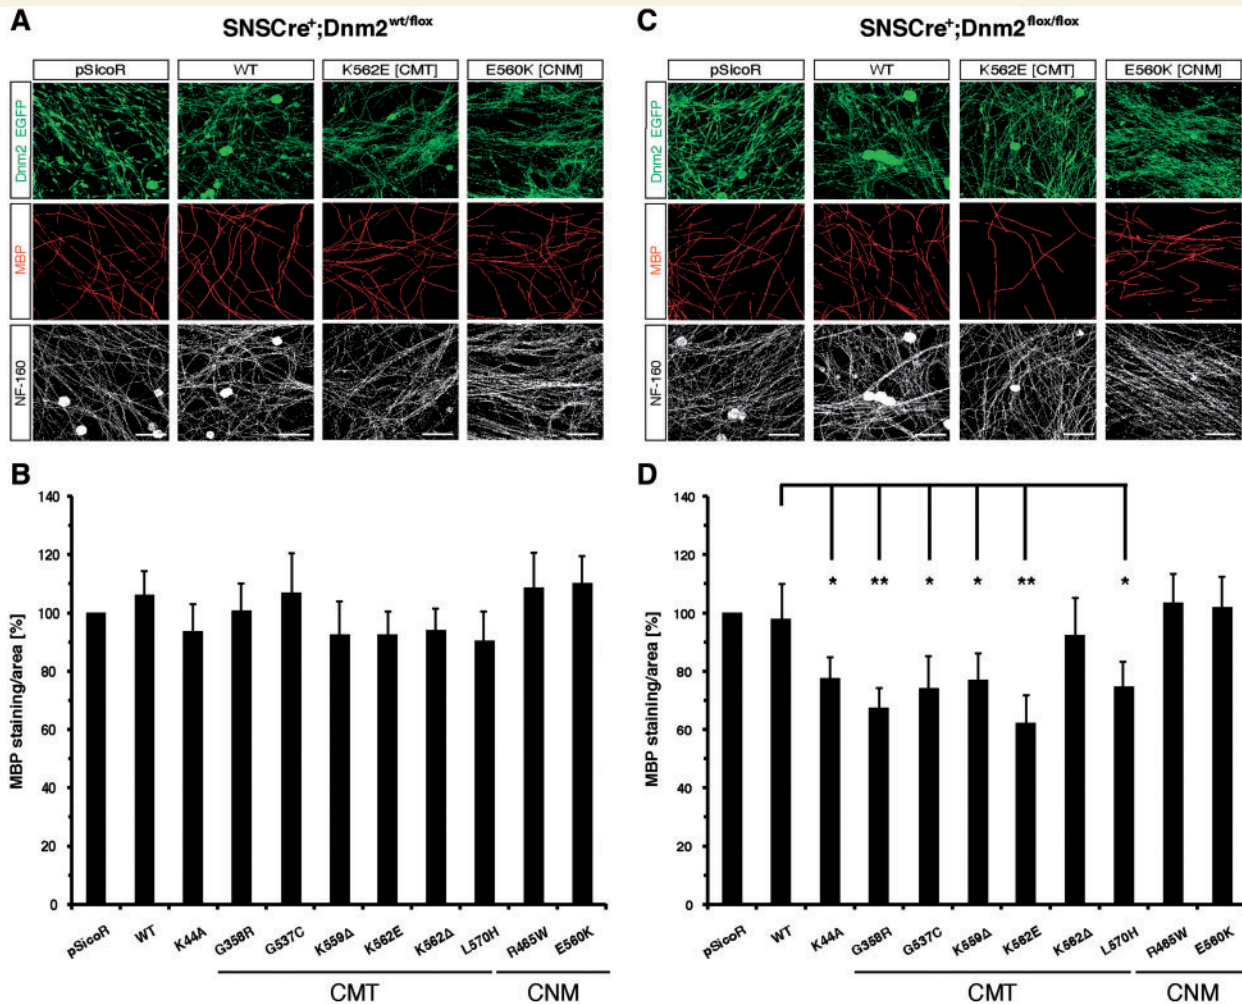 A
SNSCre+;Dnm2wt/flox
pSicoR
WT
K562E [CMT]
E560K [CNM]
Dnm2 EGFP
MBP
NF-160
B
MBP staining/area [%]
140
120
100
80
60
40
20
0
pSicoR
WT
K44A
G358R
G537C
K559Δ
K562E
K562Δ
L570H
R465W
E560K
CMT
CNM
C
SNSCre+;Dnm2flox/flox
pSicoR
WT
K562E [CMT]
E560K [CNM]
Dnm2 EGFP
MBP
NF-160
D
MBP staining/area [%]
140
120
100
80
60
40
20
0
* ** * * ** *
pSicoR
WT
K44A
G358R
G537C
K559Δ
K562E
K562Δ
L570H
R465W
E560K
CMT
CNM